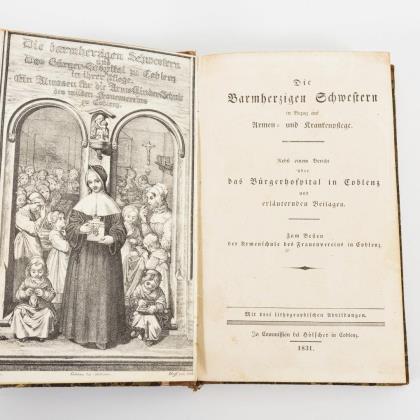 Die barmherzigen Schwestern
und
Das Bürger-Hospital zu Coblenz
in ihrer Pflege.
Ein Almosen für die Armen-Kinder-Schule
des milden Frauenvereins
zu Coblenz.
Die
Barmherzigen Schwestern
in Bezug auf
Armen- und Krankenpflege.
Nebst einem Bericht
über
das Bürgerhospital in Coblenz
und
erläuternden Beilagen.
Zum Besten
der Armenschule des Frauenvereins in Coblenz.
Mit drei lithographischen Abbildungen.
In Commission bei Hölscher in Coblenz.
1831.